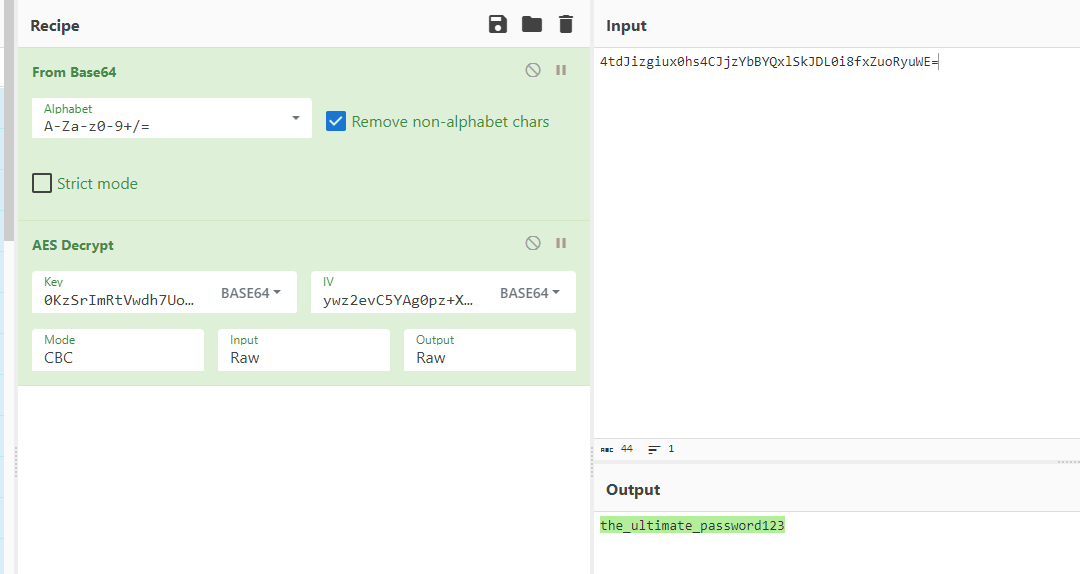 Recipe
From Base64
Alphabet
A-Za-z0-9+/=
Remove non-alphabet chars
Strict mode
AES Decrypt
Key
0KzSrImRtVwdh7Uo…
BASE64
IV
ywz2evC5YAg0pz+X…
BASE64
Mode
CBC
Input
Raw
Output
Raw
Input
4tdJizgiux0hs4CJjzYbBYQxlSkJDL0i8fxZuoRyuWE=
ABC 44 1
Output
the_ultimate_password123